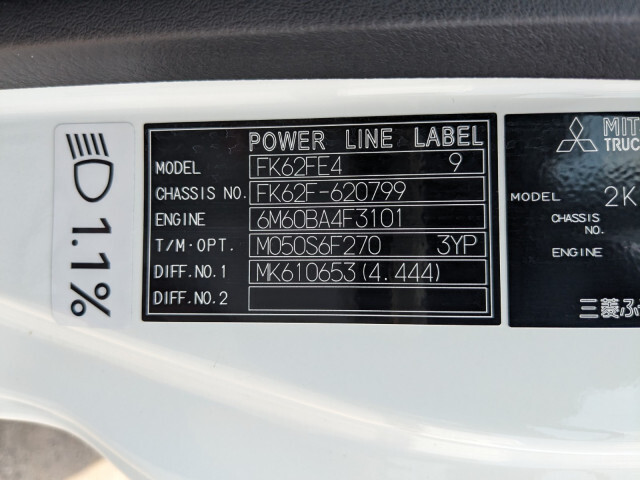 POWER LINE LABEL
MODEL FK62FE4 9
CHASSIS NO. FK62F-620799
ENGINE 6M60BA4F3101
T/M·OPT. M050S6F270 3YP
DIFF.NO.1 MK610653(4.444)
DIFF.NO.2
1.1%
MIT
TRUC
MODEL 2K
CHASSIS
NO.
ENGINE
三菱ふ